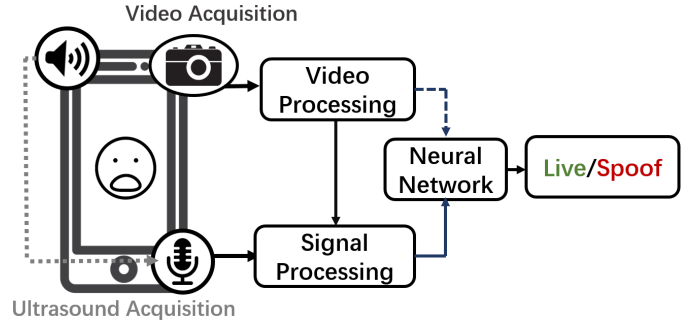 Video Acquisition
Video
Processing
Neural
Network
Live/Spoof
Signal
Processing
Ultrasound Acquisition